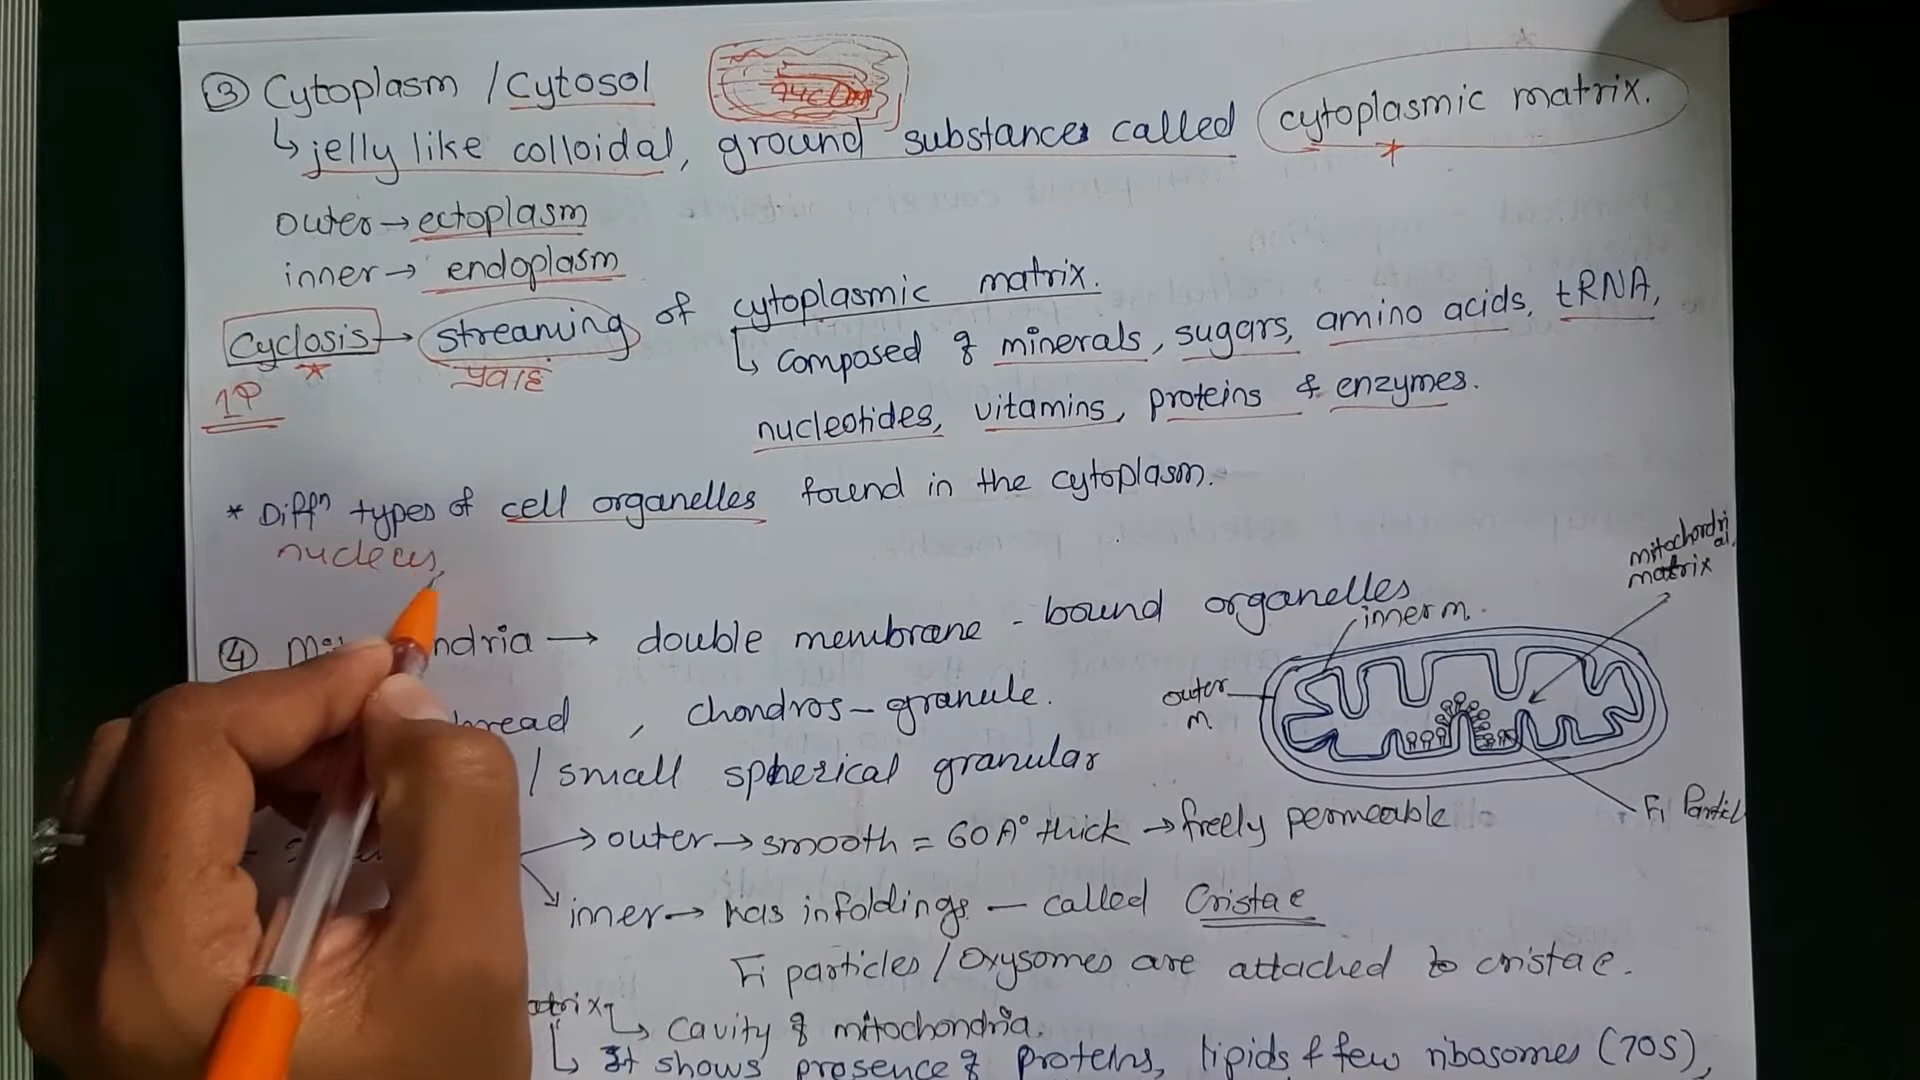 ③ Cytoplasm / Cytosol
↳ jelly like colloidal, ground substances called cytoplasmic matrix.
outer → ectoplasm
inner → endoplasm
Cyclosis → streaming of cytoplasmic matrix.
↳ composed of minerals, sugars, amino acids, tRNA,
nucleotides, vitamins, proteins & enzymes.
* Diffn types of cell organelles found in the cytoplasm.
nucleus,
④ ndria → double membrane - bound organelles
hread , chondros - granule.
/ small spherical granular
→ outer → smooth = 60A° thick → freely permeable
inner → has infoldings — called Cristae
F1 particles / Oxysomes are attached to cristae.
atrix
↳ cavity of mitochondria.
↳ It shows presence of proteins, lipids & few ribosomes (70S),
mitochondrial matrix
inner m.
outer m.
F1 Particl